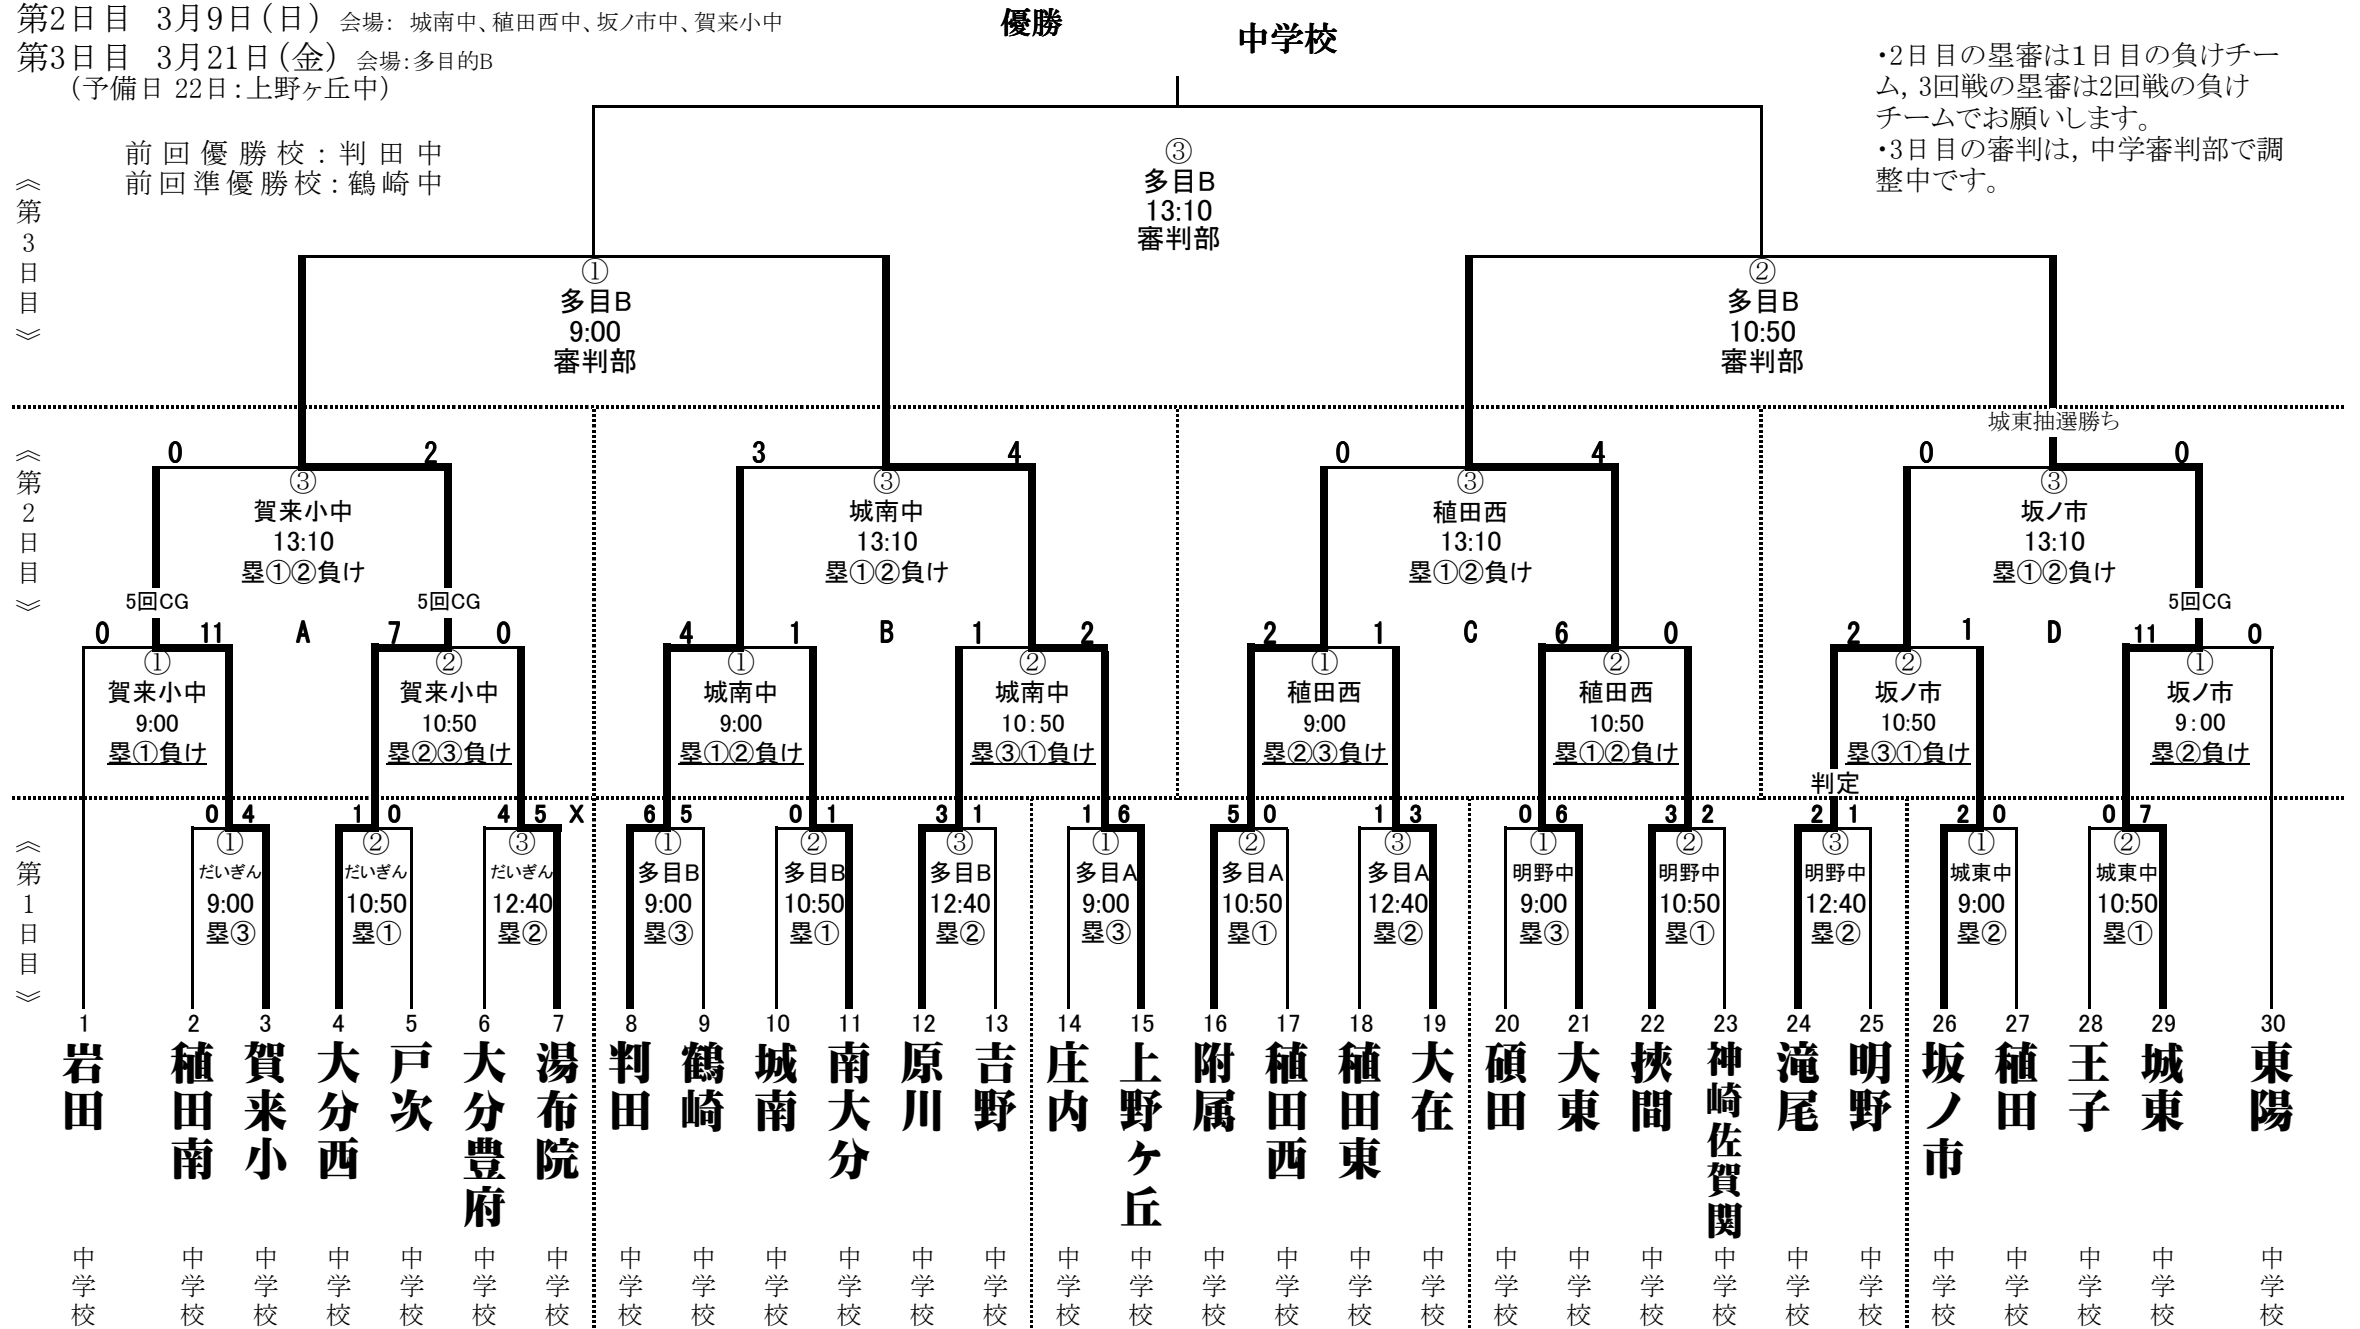 第2日目 3月9日(日) 会場: 城南中、稙田西中、坂ノ市中、賀来小中
第3日目 3月21日(金) 会場:多目的B
(予備日 22日:上野ヶ丘中)
優勝
中学校
・2日目の塁審は1日目の負けチー
ム, 3回戦の塁審は2回戦の負け
チームでお願いします。
・3日目の審判は, 中学審判部で調
整中です。
前回優勝校:判田中
前回準優勝校:鶴崎中
《第3日目》
③
多目B
13:10
審判部
①
多目B
9:00
審判部
②
多目B
10:50
審判部
城東抽選勝ち
《第2日目》
0 2 3 4 0 4 0 0
③ ③ ③ ③
賀来小中 城南中 稙田西 坂ノ市
13:10 13:10 13:10 13:10
塁①②負け 塁①②負け 塁①②負け 塁①②負け
5回CG 5回CG 5回CG
0 11 A 7 0 4 1 B 1 2 2 1 C 6 0 2 1 D 11 0
① ② ① ② ① ② ② ①
賀来小中 賀来小中 城南中 城南中 稙田西 稙田西 坂ノ市 坂ノ市
9:00 10:50 9:00 10:50 9:00 10:50 10:50 9:00
塁①負け 塁②③負け 塁①②負け 塁③①負け 塁②③負け 塁①②負け 塁③①負け 塁②負け
判定
《第1日目》
0 4 1 0 4 5 X 6 5 0 1 3 1 1 6 5 0 1 3 0 6 3 2 2 1 2 0 0 7
① ② ③ ① ② ③ ① ② ③ ① ② ③ ① ②
だいぎん だいぎん だいぎん 多目B 多目B 多目B 多目A 多目A 多目A 明野中 明野中 明野中 城東中 城東中
9:00 10:50 12:40 9:00 10:50 12:40 9:00 10:50 12:40 9:00 10:50 12:40 9:00 10:50
塁③ 塁① 塁② 塁③ 塁① 塁② 塁③ 塁① 塁② 塁③ 塁① 塁② 塁② 塁①
1 2 3 4 5 6 7 8 9 10 11 12 13 14 15 16 17 18 19 20 21 22 23 24 25 26 27 28 29 30
岩田
稙田南
賀来小
大分西
戸次
大分豊府
湯布院
判田
鶴崎
城南
南大分
原川
吉野
庄内
上野ヶ丘
附属
稙田西
稙田東
大在
碩田
大東
挾間
神崎佐賀関
滝尾
明野
坂ノ市
稙田
王子
城東
東陽
中学校 中学校 中学校 中学校 中学校 中学校 中学校 中学校 中学校 中学校 中学校 中学校 中学校 中学校 中学校 中学校 中学校 中学校 中学校 中学校 中学校 中学校 中学校 中学校 中学校 中学校 中学校 中学校 中学校 中学校